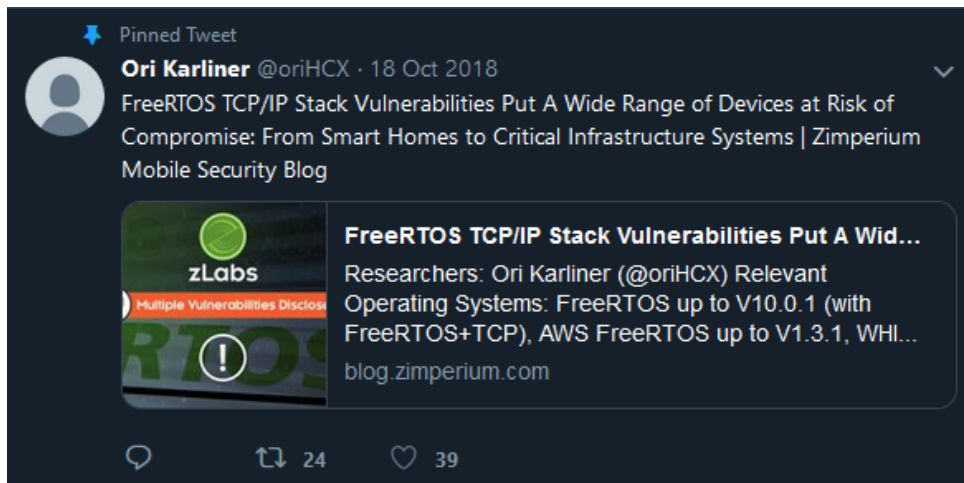 Pinned Tweet
Ori Karliner @oriHCX · 18 Oct 2018
FreeRTOS TCP/IP Stack Vulnerabilities Put A Wide Range of Devices at Risk of
Compromise: From Smart Homes to Critical Infrastructure Systems | Zimperium
Mobile Security Blog
zLabs
Multiple Vulnerabilities Disclose
RTOS
FreeRTOS TCP/IP Stack Vulnerabilities Put A Wid...
Researchers: Ori Karliner (@oriHCX) Relevant
Operating Systems: FreeRTOS up to V10.0.1 (with
FreeRTOS+TCP), AWS FreeRTOS up to V1.3.1, WHI...
blog.zimperium.com
24 39